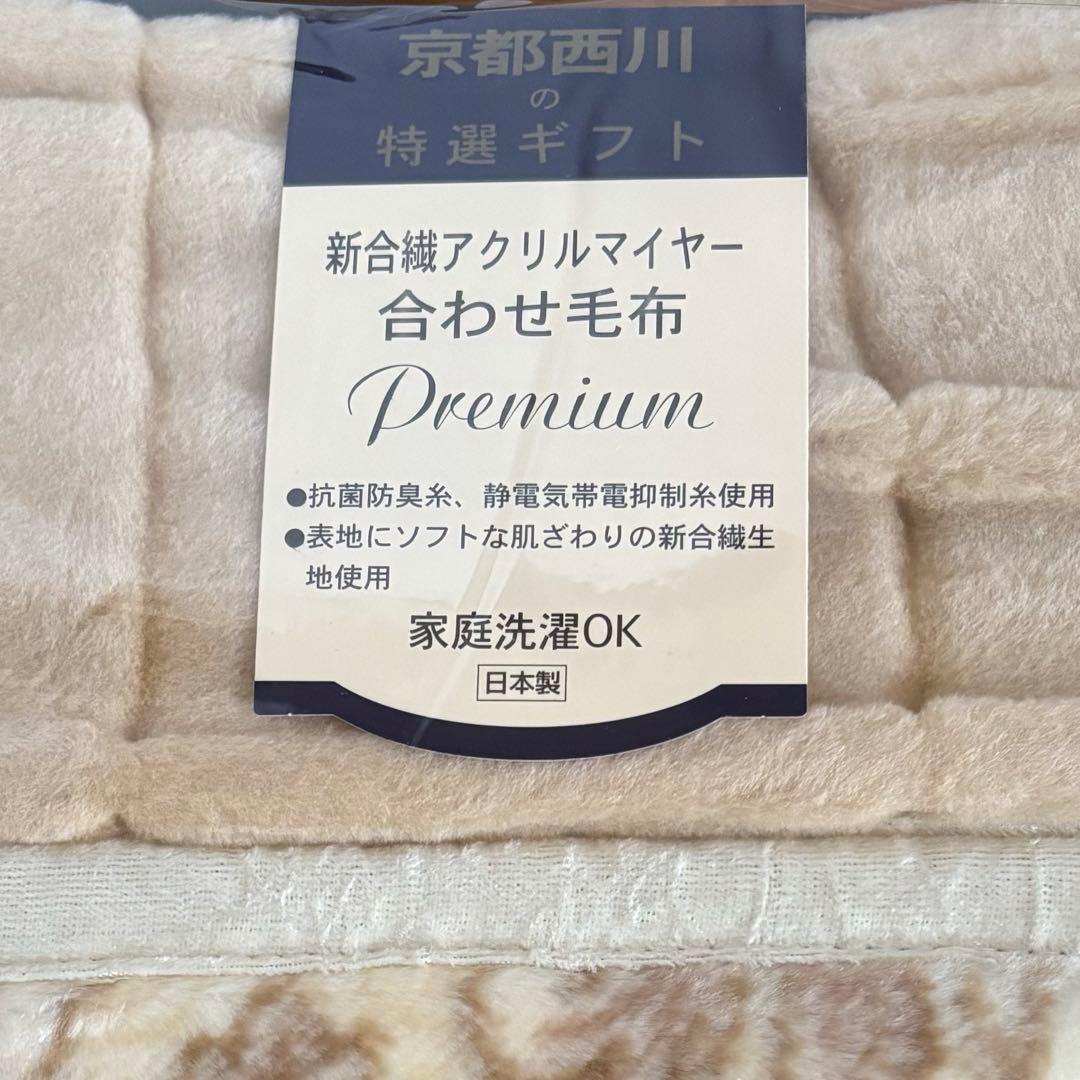 京都西川
の
特選ギフト
新合繊アクリルマイヤー
合わせ毛布
Premium
●抗菌防臭糸、静電気帯電抑制糸使用
●表地にソフトな肌ざわりの新合繊生
地使用
家庭洗濯OK
日本製